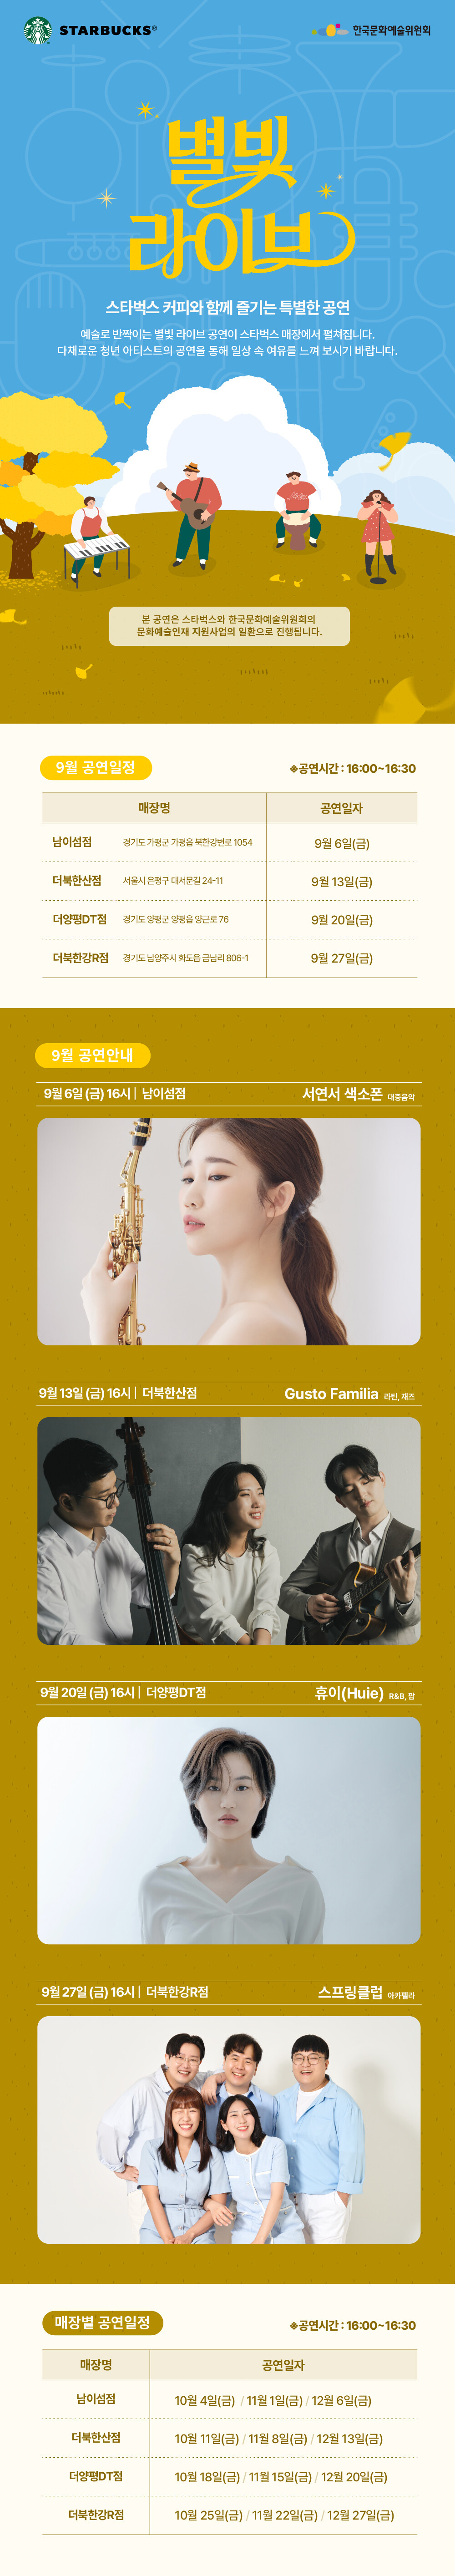 STARBUCKS®
한국문화예술위원회
별빛
라이브
스타벅스 커피와 함께 즐기는 특별한 공연
예술로 반짝이는 별빛 라이브 공연이 스타벅스 매장에서 펼쳐집니다.
다채로운 청년 아티스트의 공연을 통해 일상 속 여유를 느껴 보시기 바랍니다.
본 공연은 스타벅스와 한국문화예술위원회의
문화예술인재 지원사업의 일환으로 진행됩니다.
9월 공연일정
※공연시간 : 16:00~16:30
매장명 공연일자
남이섬점 경기도 가평군 가평읍 북한강변로 1054 9월 6일(금)
더북한산점 서울시 은평구 대서문길 24-11 9월 13일(금)
더양평DT점 경기도 양평군 양평읍 양근로 76 9월 20일(금)
더북한강R점 경기도 남양주시 화도읍 금남리 806-1 9월 27일(금)
9월 공연안내
9월 6일 (금) 16시 | 남이섬점 서연서 색소폰 대중음악
9월 13일 (금) 16시 | 더북한산점 Gusto Familia 라틴, 재즈
9월 20일 (금) 16시 | 더양평DT점 휴이(Huie) R&B, 팝
9월 27일 (금) 16시 | 더북한강R점 스프링클럽 아카펠라
매장별 공연일정
※공연시간 : 16:00~16:30
매장명 공연일자
남이섬점 10월 4일(금) / 11월 1일(금) / 12월 6일(금)
더북한산점 10월 11일(금) / 11월 8일(금) / 12월 13일(금)
더양평DT점 10월 18일(금) / 11월 15일(금) / 12월 20일(금)
더북한강R점 10월 25일(금) / 11월 22일(금) / 12월 27일(금)